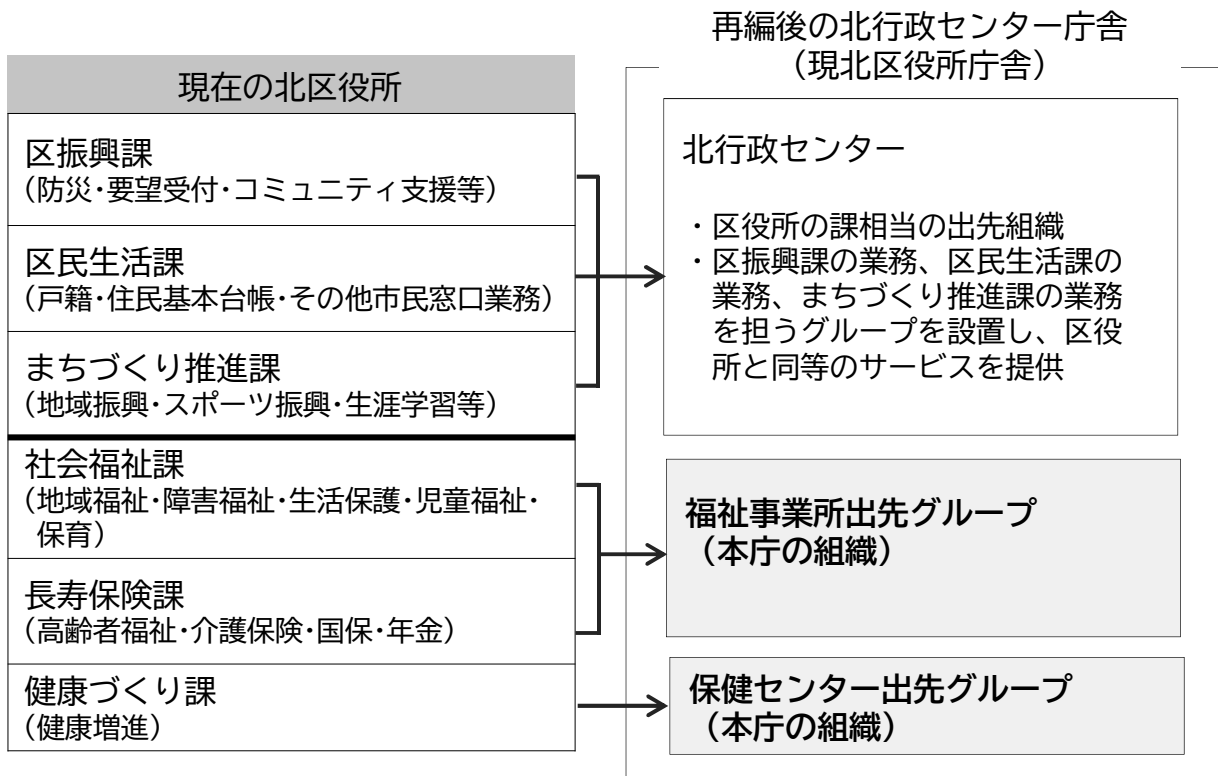 再編後の北行政センター庁舎
（現北区役所庁舎）
現在の北区役所
区振興課
（防災・要望受付・コミュニティ支援等）
区民生活課
（戸籍・住民基本台帳・その他市民窓口業務）
まちづくり推進課
（地域振興・スポーツ振興・生涯学習等）
社会福祉課
（地域福祉・障害福祉・生活保護・児童福祉・
保育）
長寿保険課
（高齢者福祉・介護保険・国保・年金）
健康づくり課
（健康増進）
北行政センター
・区役所の課相当の出先組織
・区振興課の業務、区民生活課の
業務、まちづくり推進課の業務
を担うグループを設置し、区役
所と同等のサービスを提供
福祉事業所出先グループ
（本庁の組織）
保健センター出先グループ
（本庁の組織）